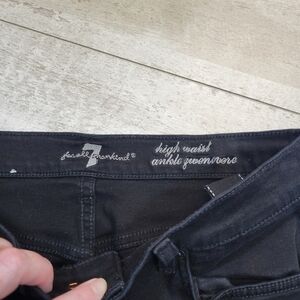 7 for all mankind®
high waist
ankle gwenevere